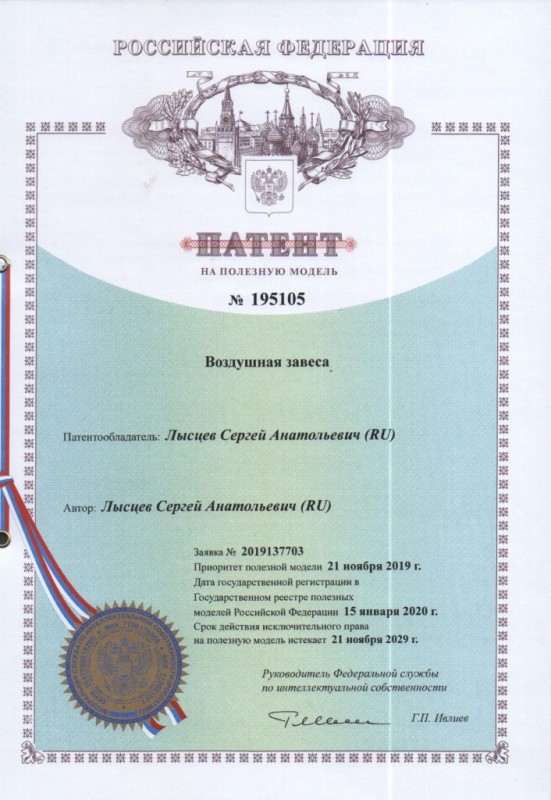 РОССИЙСКАЯ ФЕДЕРАЦИЯ
ПАТЕНТ
НА ПОЛЕЗНУЮ МОДЕЛЬ
№ 195105
Воздушная завеса
Патентообладатель: Лысцев Сергей Анатольевич (RU)
Автор: Лысцев Сергей Анатольевич (RU)
Заявка № 2019137703
Приоритет полезной модели 21 ноября 2019 г.
Дата государственной регистрации в
Государственном реестре полезных
моделей Российской Федерации 15 января 2020 г.
Срок действия исключительного права
на полезную модель истекает 21 ноября 2029 г.
Руководитель Федеральной службы
по интеллектуальной собственности
Г.П. Ивлиев